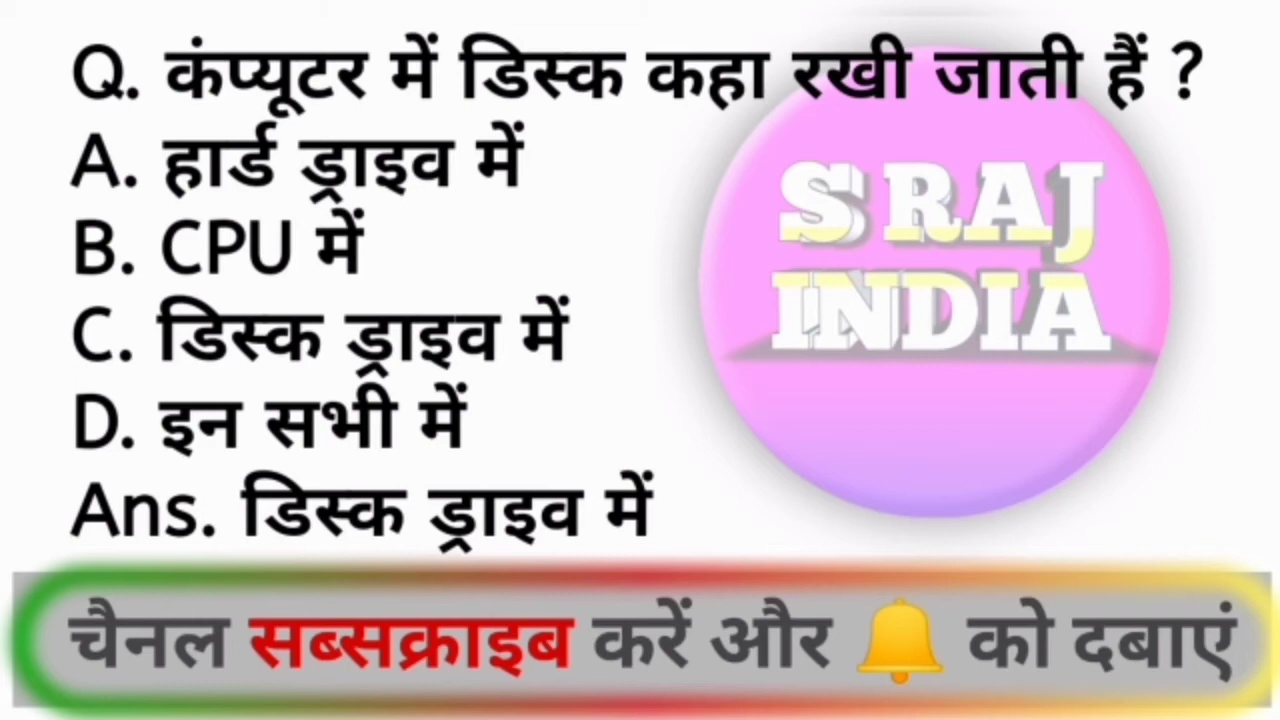 Q. कंप्यूटर में डिस्क कहा रखी जाती हैं ?
A. हार्ड ड्राइव में
B. CPU में
C. डिस्क ड्राइव में
D. इन सभी में
Ans. डिस्क ड्राइव में
S RAJ
INDIA
चैनल सब्सक्राइब करें और 🔔 को दबाएं